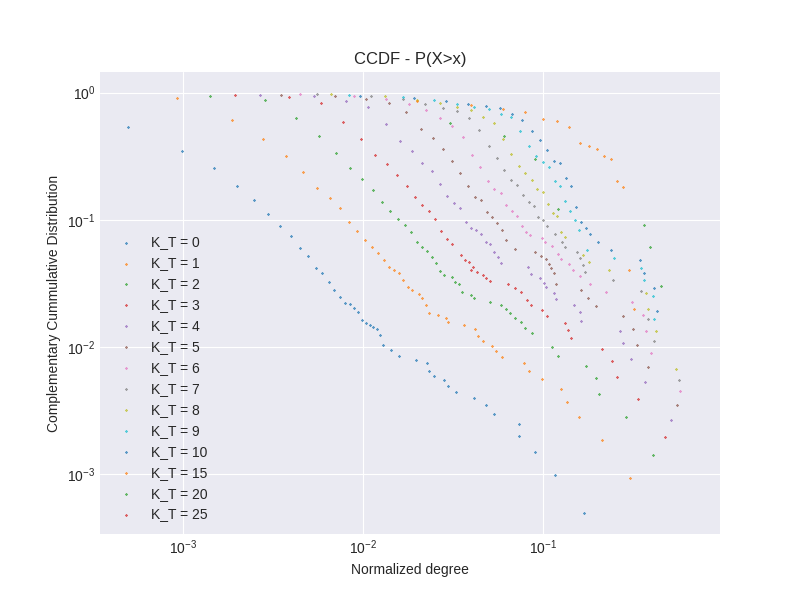 CCDF - P(X>x)
Complementary Cummulative Distribution
10⁰
10⁻¹
10⁻²
10⁻³
K_T = 0
K_T = 1
K_T = 2
K_T = 3
K_T = 4
K_T = 5
K_T = 6
K_T = 7
K_T = 8
K_T = 9
K_T = 10
K_T = 15
K_T = 20
K_T = 25
10⁻³ 10⁻² 10⁻¹
Normalized degree